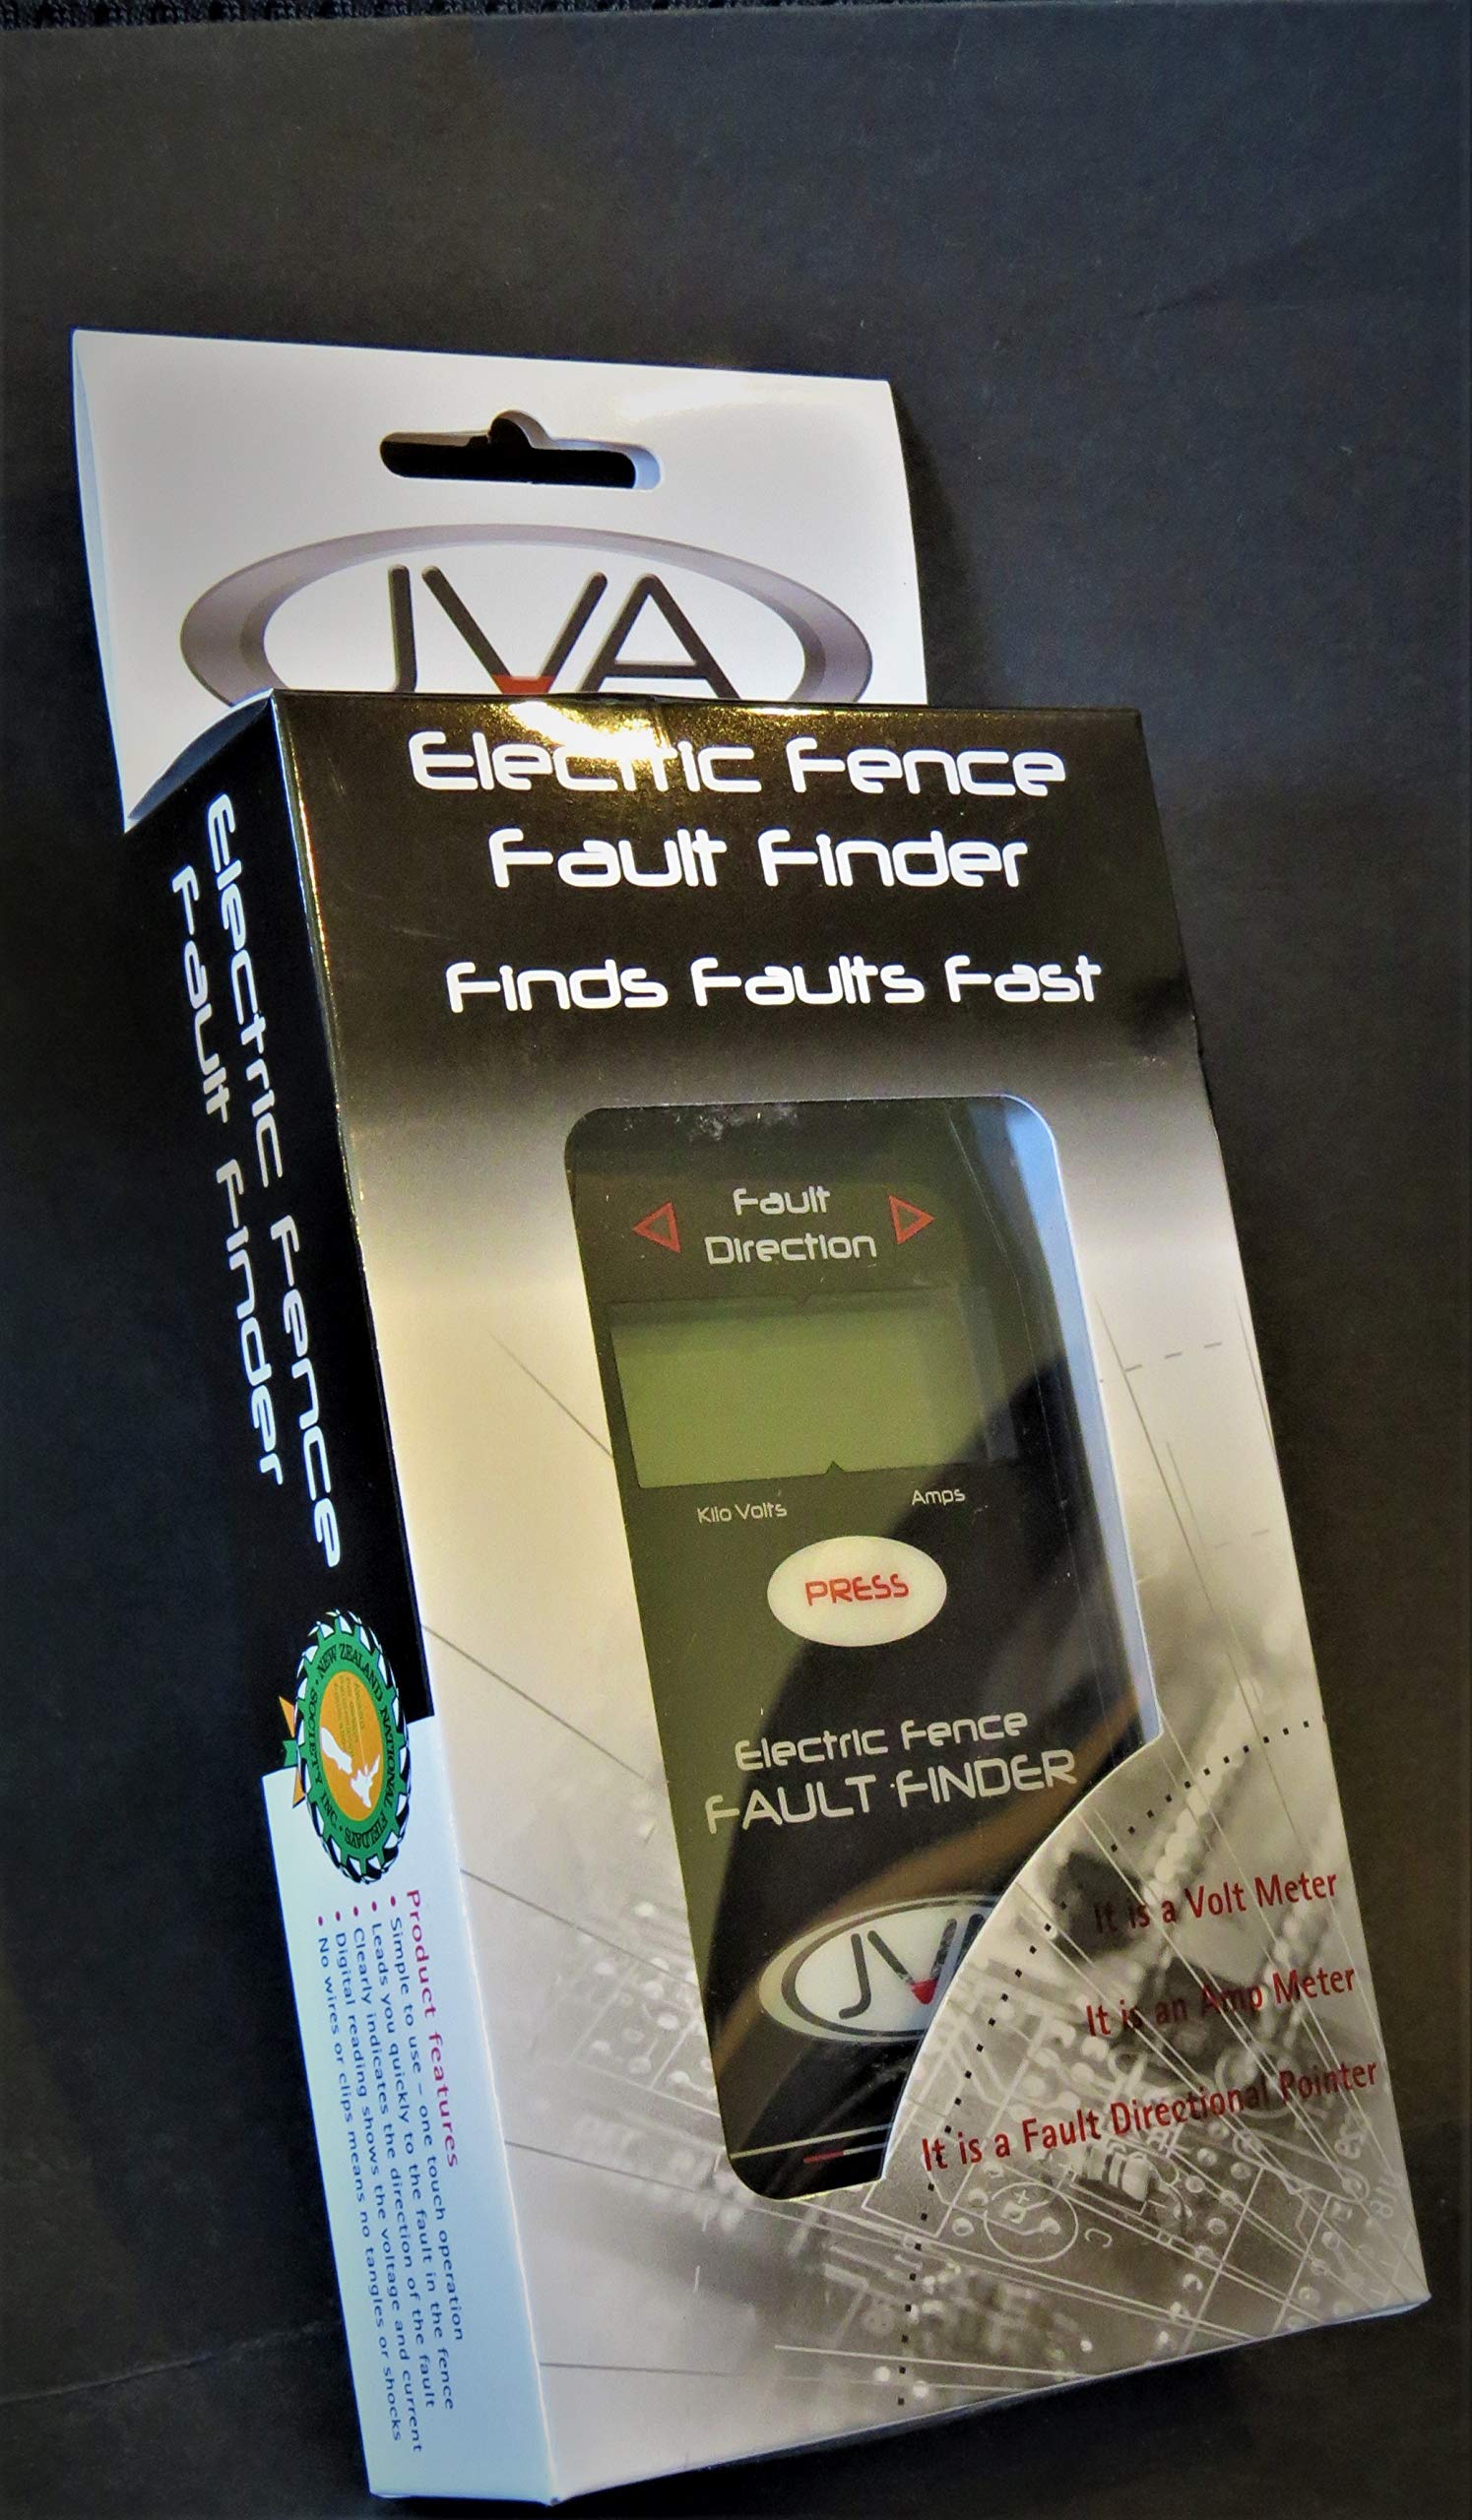 JVA
Electric Fence
Fault Finder
Finds Faults Fast
Fault
Direction
Kilo Volts
Amps
PRESS
Electric Fence
FAULT FINDER
JVA
It is a Volt Meter
It is an Amp Meter
It is a Fault Directional Pointer
Electric Fence
Fault Finder
NEW ZEALAND NATIONAL FIELDAYS SOCIETY INC.
Product features
• Simple to use – one touch operation
• Leads you quickly to the fault in the fence
• Clearly indicates the direction of the fault
• Digital reading shows the voltage and current
• No wires or clips means no tangles or shocks